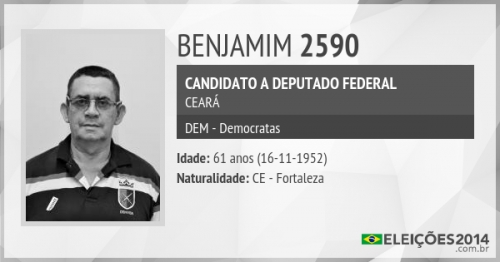 BENJAMIM 2590
CANDIDATO A DEPUTADO FEDERAL
CEARÁ
DEM - Democratas
Idade: 61 anos (16-11-1952)
Naturalidade: CE - Fortaleza
ELEIÇÕES2014
.com.br